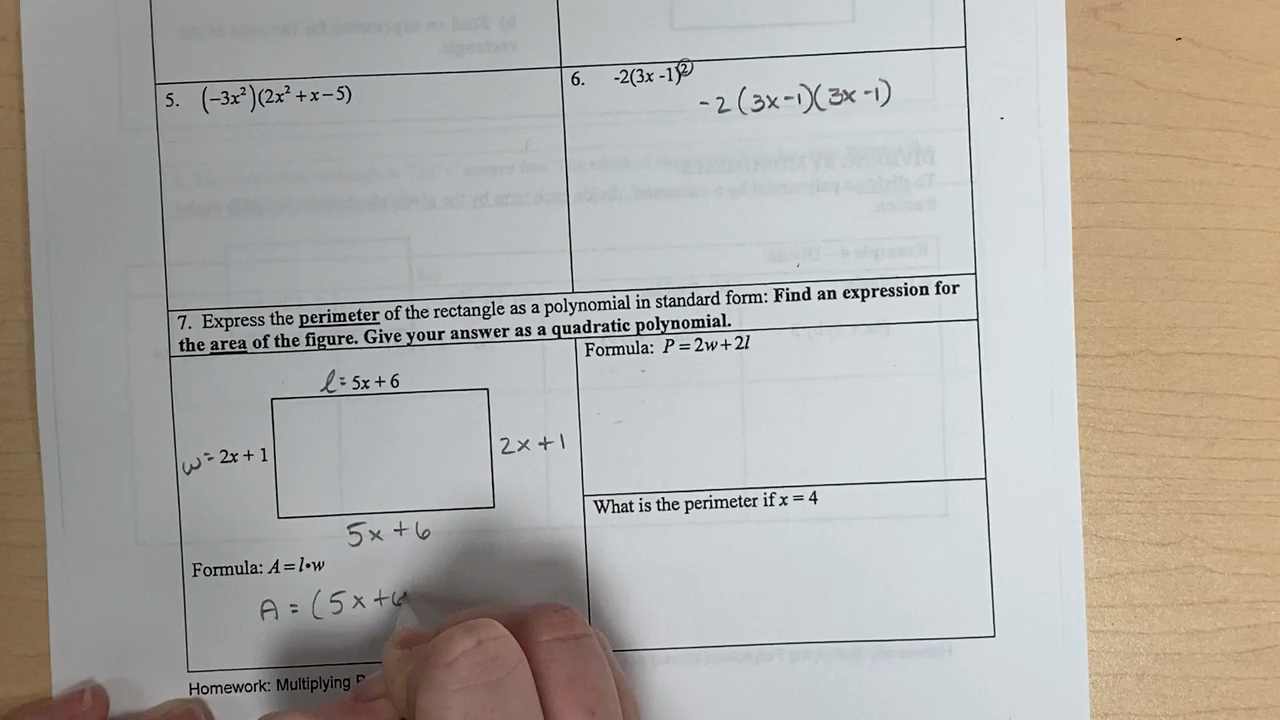 5. (−3x²)(2x² + x − 5)
6. -2(3x -1)²
-2(3x-1)(3x-1)
7. Express the perimeter of the rectangle as a polynomial in standard form: Find an expression for
the area of the figure. Give your answer as a quadratic polynomial.
l = 5x + 6
w = 2x + 1
2x + 1
5x + 6
Formula: A = l•w
A = (5x+6
Formula: P = 2w + 2l
What is the perimeter if x = 4
Homework: Multiplying